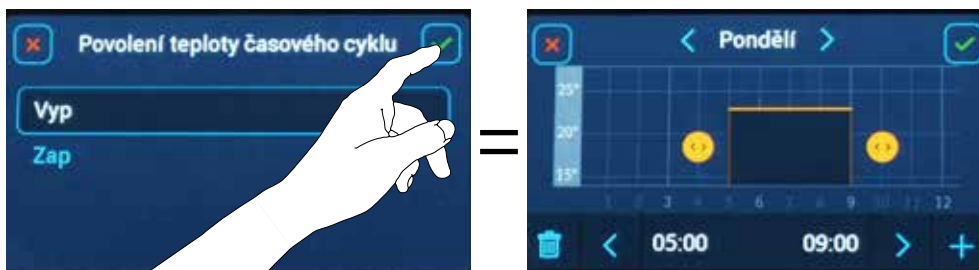 Povolení teploty časového cyklu
Vyp
Zap
=
Pondělí
25°
20°
15°
3 6 9 12
05:00 09:00